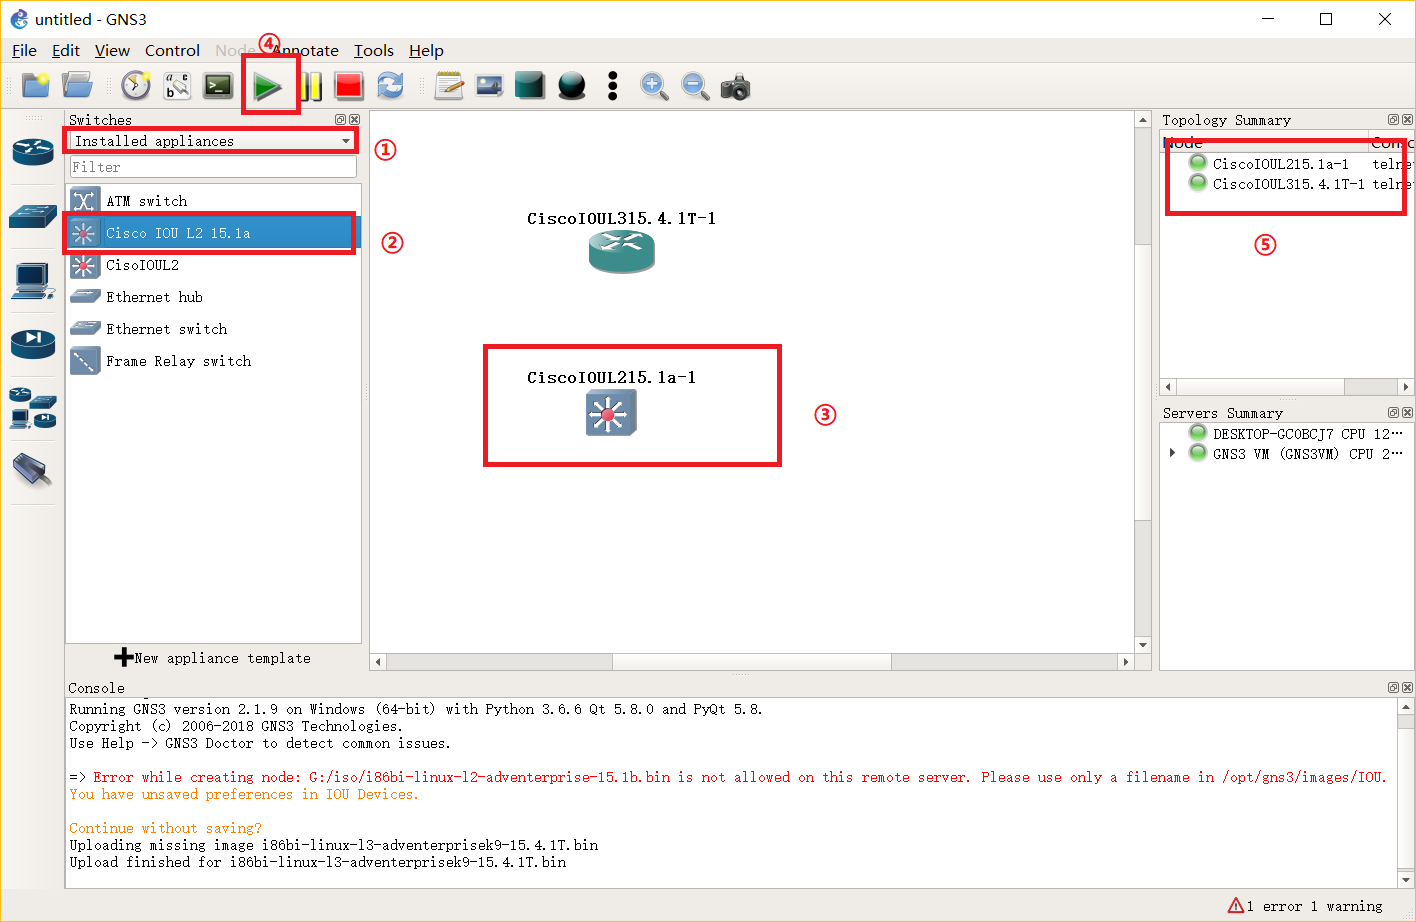 untitled - GNS3
File Edit View Control Node Annotate Tools Help
④
Switches
Installed appliances
①
Filter
ATM switch
Cisco IOU L2 15.1a
②
CisoIOUL2
Ethernet hub
Ethernet switch
Frame Relay switch
New appliance template
CiscoIOUL315.4.1T-1
CiscoIOUL215.1a-1
③
Topology Summary
Node
CiscoIOUL215.1a-1 telne
CiscoIOUL315.4.1T-1 telne
⑤
Servers Summary
DESKTOP-GC0BCJ7 CPU 12…
GNS3 VM (GNS3VM) CPU 2…
Console
Running GNS3 version 2.1.9 on Windows (64-bit) with Python 3.6.6 Qt 5.8.0 and PyQt 5.8.
Copyright (c) 2006-2018 GNS3 Technologies.
Use Help -> GNS3 Doctor to detect common issues.
=> Error while creating node: G:/iso/i86bi-linux-l2-adventerprise-15.1b.bin is not allowed on this remote server. Please use only a filename in /opt/gns3/images/IOU.
You have unsaved preferences in IOU Devices.
Continue without saving?
Uploading missing image i86bi-linux-l3-adventerprisek9-15.4.1T.bin
Upload finished for i86bi-linux-l3-adventerprisek9-15.4.1T.bin
1 error 1 warning